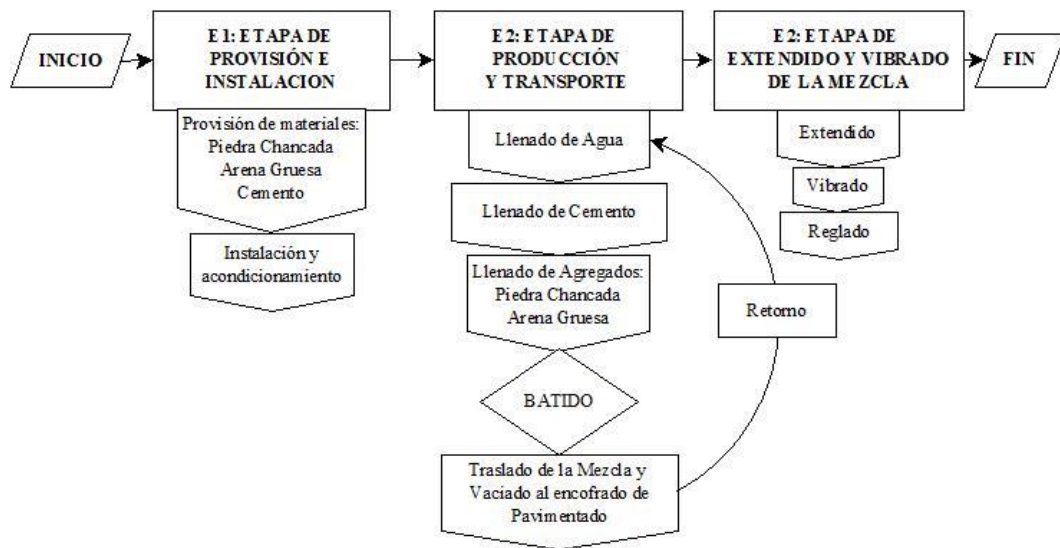 INICIO
E1: ETAPA DE
PROVISIÓN E
INSTALACION
Provisión de materiales:
Piedra Chancada
Arena Gruesa
Cemento
Instalación y
acondicionamiento
E2: ETAPA DE
PRODUCCIÓN
Y TRANSPORTE
Llenado de Agua
Llenado de Cemento
Llenado de Agregados:
Piedra Chancada
Arena Gruesa
BATIDO
Traslado de la Mezcla y
Vaciado al encofrado de
Pavimentado
Retorno
E2: ETAPA DE
EXTENDIDO Y VIBRADO
DE LA MEZCLA
Extendido
Vibrado
Reglado
FIN